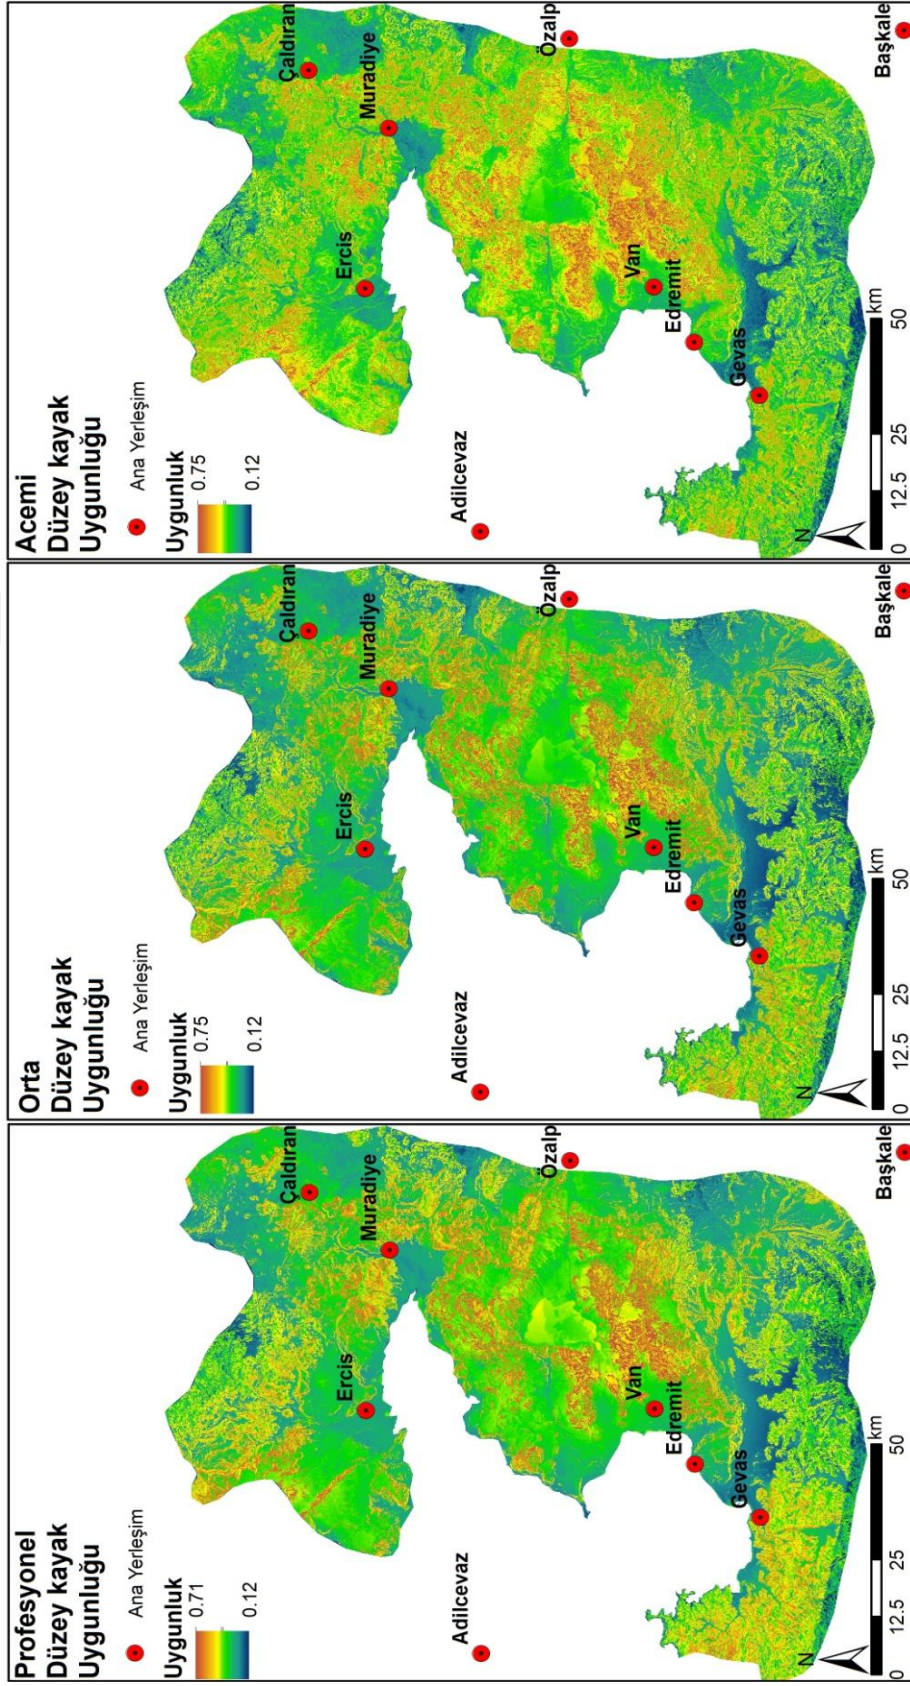 Profesyonel
Düzey kayak
Uygunluğu
Ana Yerleşim
Uygunluk
0.71
0.12
Çaldıran
Muradiye
Ercis
Özalp
Adilcevaz
Van
Edremit
Gevas
Başkale
N
0
12.5
25
50
km
Orta
Düzey kayak
Uygunluğu
Ana Yerleşim
Uygunluk
0.75
0.12
Çaldıran
Muradiye
Ercis
Özalp
Adilcevaz
Van
Edremit
Gevas
Başkale
N
0
12.5
25
50
km
Acemi
Düzey kayak
Uygunluğu
Ana Yerleşim
Uygunluk
0.75
0.12
Çaldıran
Muradiye
Ercis
Özalp
Adilcevaz
Van
Edremit
Gevas
Başkale
N
0
12.5
25
50
km